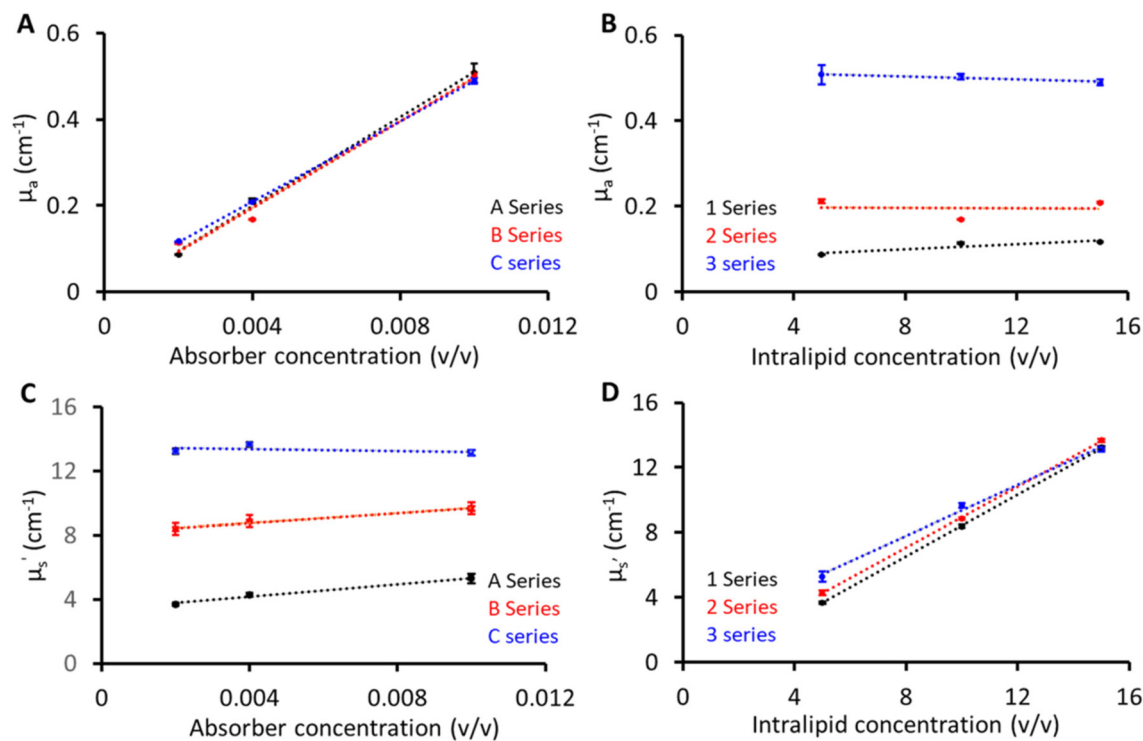 A
B
0.6
0.4
0.2
0
μa (cm-1)
A Series
B Series
C series
0
0.004
0.008
0.012
Absorber concentration (v/v)
0.6
0.4
0.2
0
μa (cm-1)
1 Series
2 Series
3 series
0
4
8
12
16
Intralipid concentration (v/v)
C
D
16
12
8
4
0
μs' (cm-1)
A Series
B Series
C series
0
0.004
0.008
0.012
Absorber concentration (v/v)
16
12
8
4
0
μs' (cm-1)
1 Series
2 Series
3 series
0
4
8
12
16
Intralipid concentration (v/v)